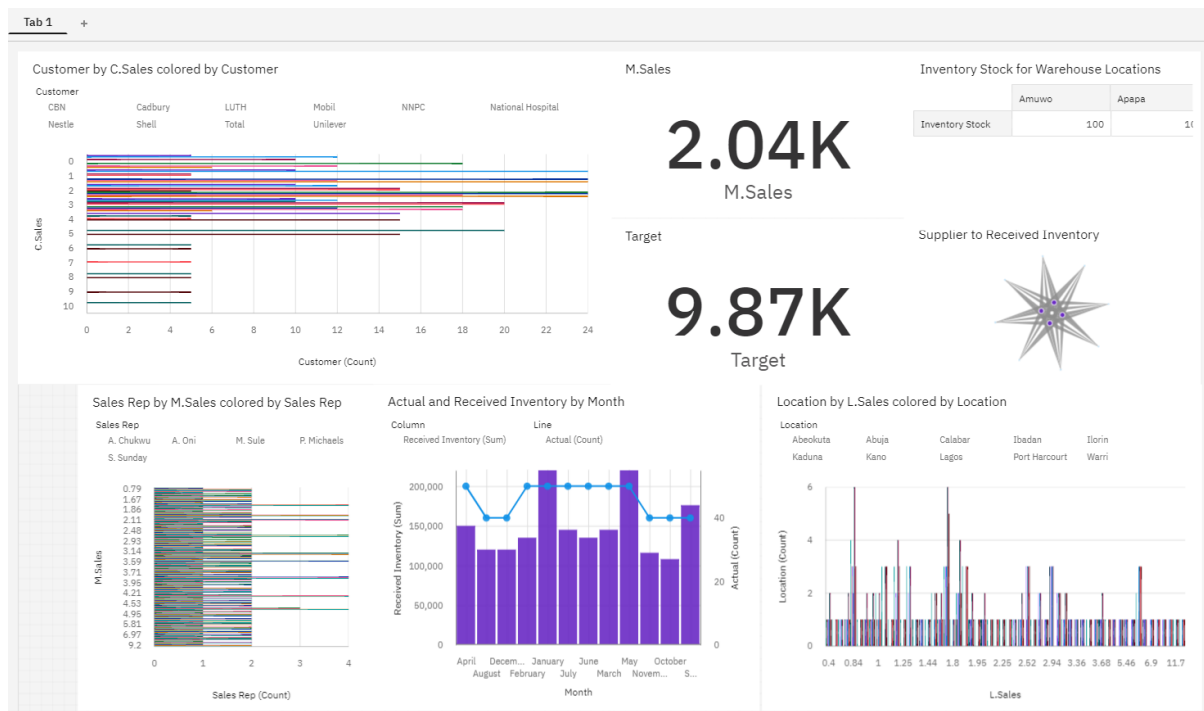 Tab 1 +
Customer by C.Sales colored by Customer
Customer
CBN Cadbury LUTH Mobil NNPC National Hospital
Nestle Shell Total Unilever
C.Sales
0
1
2
3
4
5
6
7
8
9
10
0 2 4 6 8 10 12 14 16 18 20 22 24
Customer (Count)
M.Sales
2.04K
M.Sales
Target
9.87K
Target
Inventory Stock for Warehouse Locations
Amuwo Apapa
Inventory Stock 100
Supplier to Received Inventory
Sales Rep by M.Sales colored by Sales Rep
Sales Rep
A. Chukwu A. Oni M. Sule P. Michaels
S. Sunday
M.Sales
0.79
1.67
1.86
2.11
2.48
2.93
3.14
3.59
3.71
3.95
4.21
4.53
4.95
6.81
6.97
9.2
0 1 2 3 4
Sales Rep (Count)
Actual and Received Inventory by Month
Column Line
Received Inventory (Sum) Actual (Count)
Received Inventory (Sum)
200,000
150,000
100,000
50,000
0
40
20
0
Actual (Count)
April Decem... January June May October
August February July March Novem... S...
Month
Location by L.Sales colored by Location
Location
Abeokuta Abuja Calabar Ibadan Ilorin
Kaduna Kano Lagos Port Harcourt Warri
Location (Count)
6
4
2
0
0.4 0.84 1 1.25 1.44 1.8 1.95 2.25 2.52 2.94 3.36 3.68 5.46 6.9 11.7
L.Sales